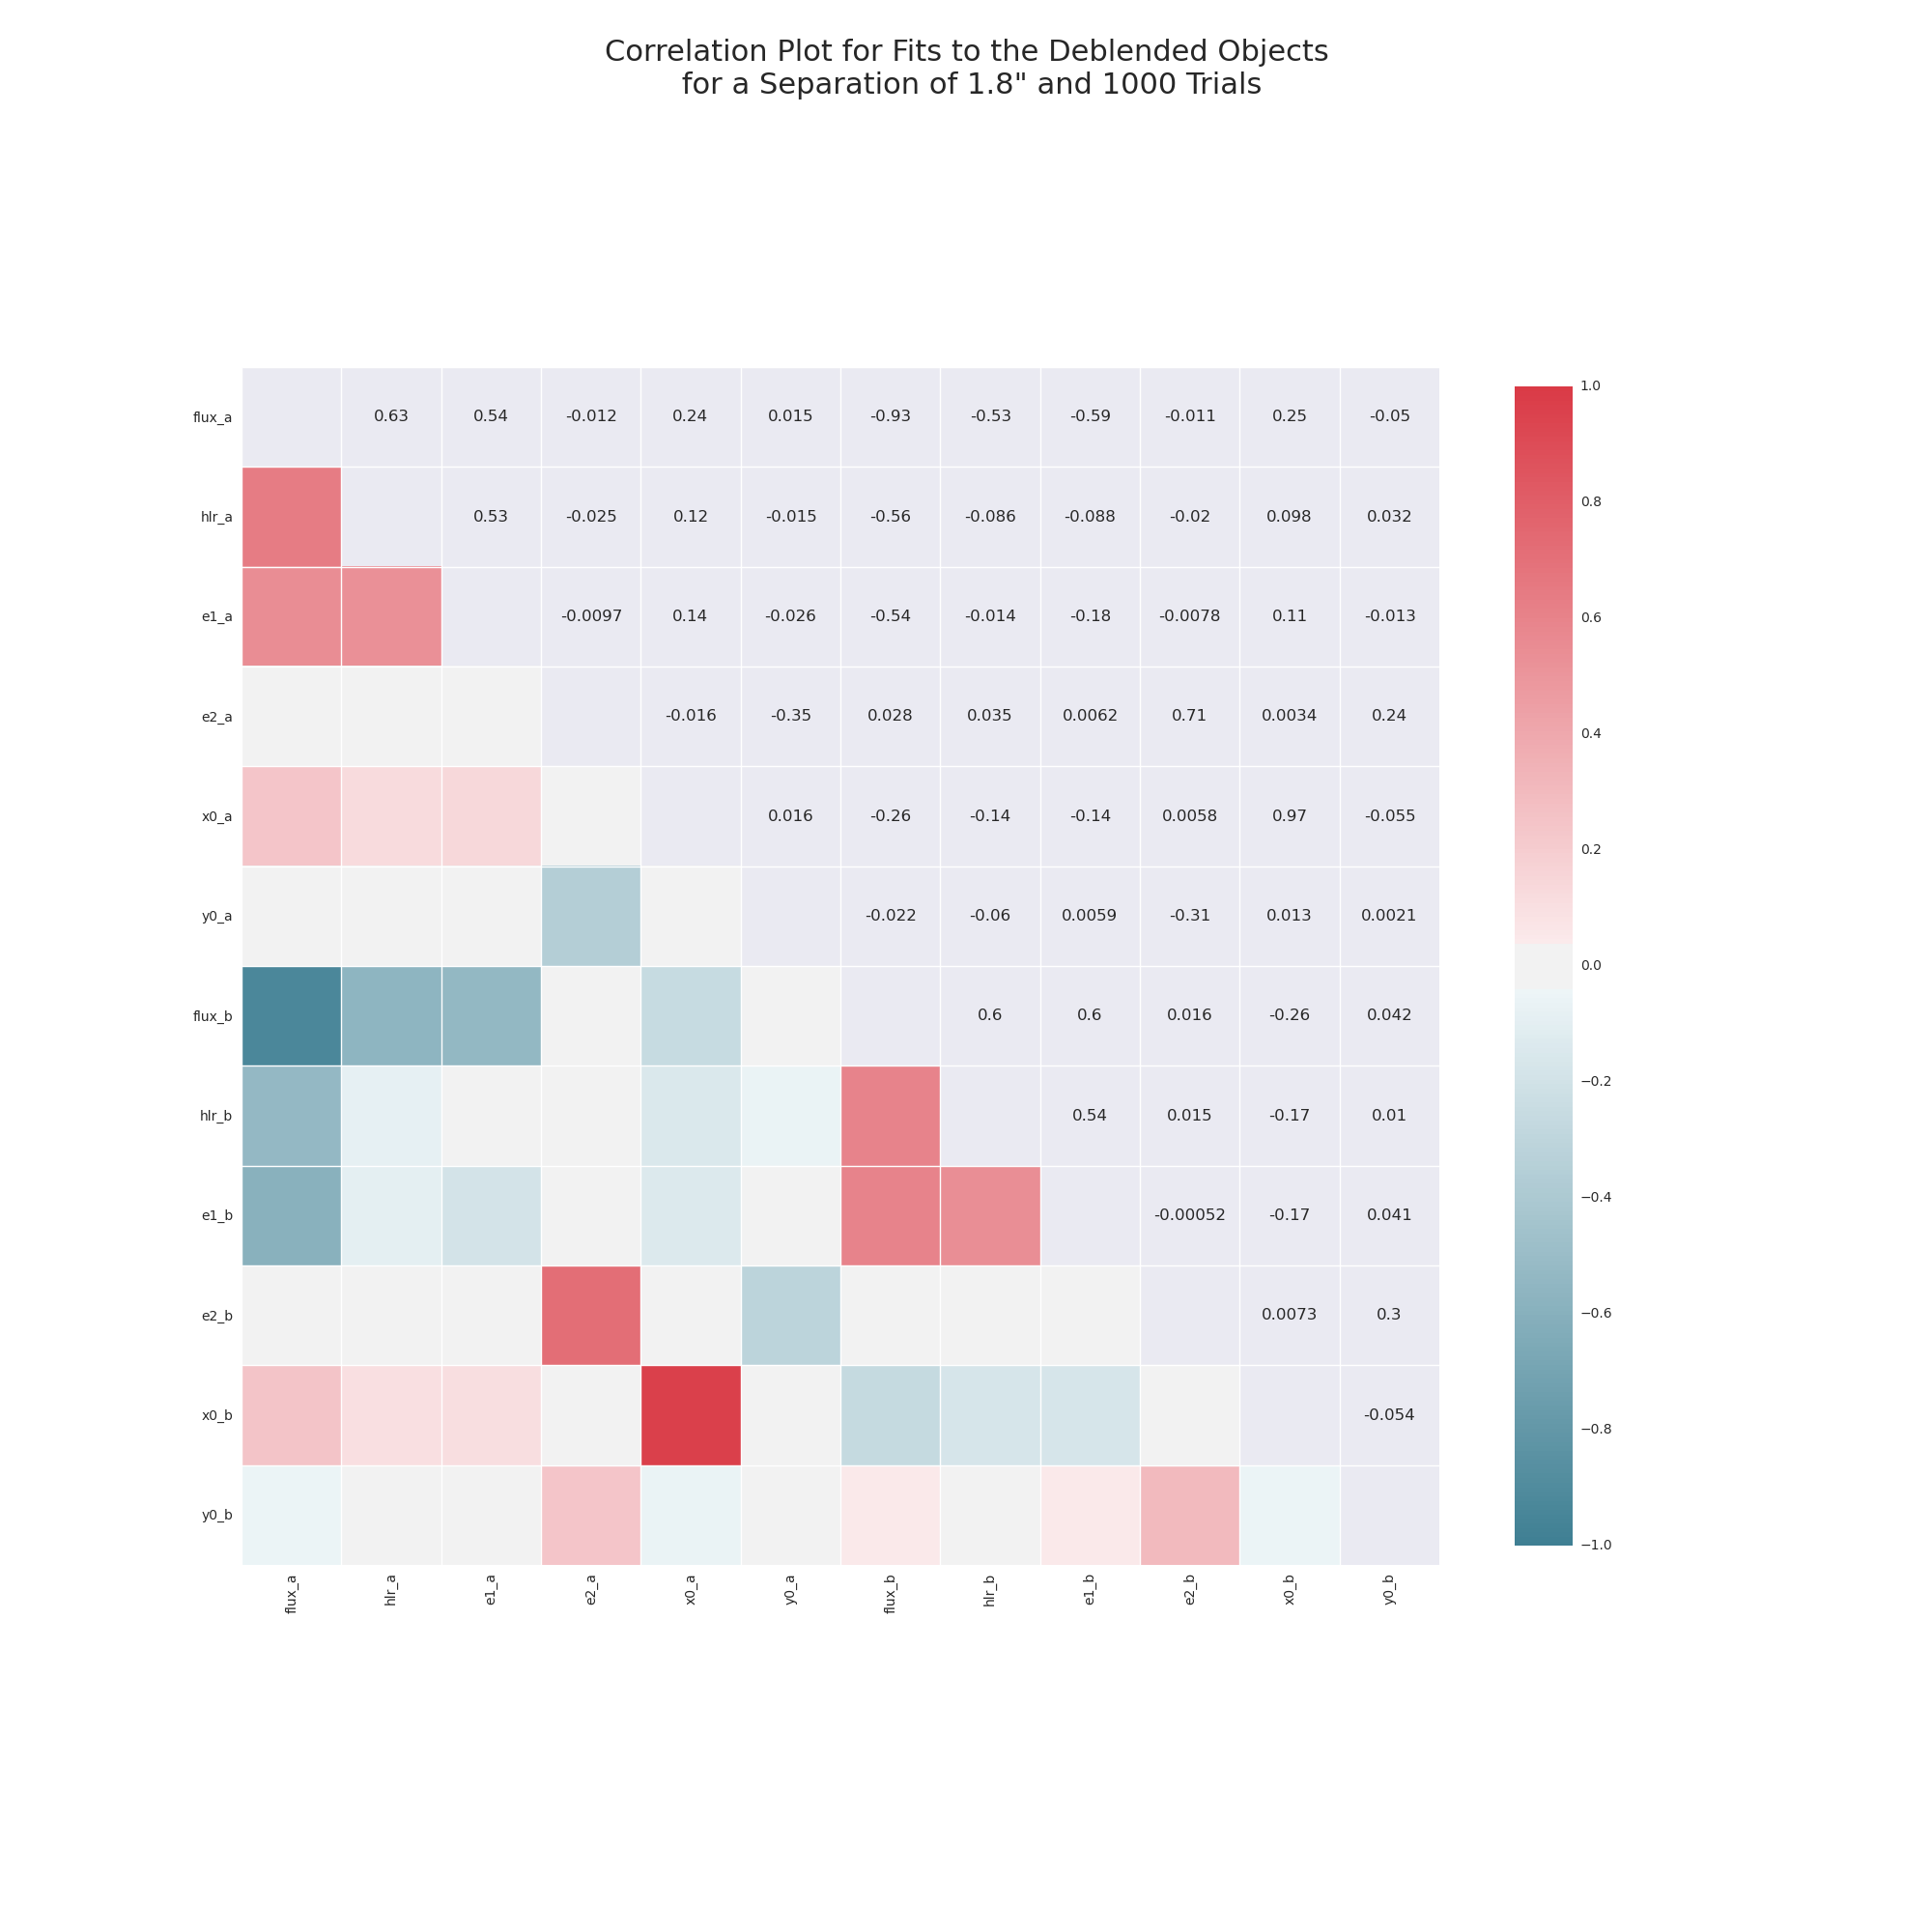 Correlation Plot for Fits to the Deblended Objects
for a Separation of 1.8" and 1000 Trials
flux_a 0.63 0.54 -0.012 0.24 0.015 -0.93 -0.53 -0.59 -0.011 0.25 -0.05
hlr_a 0.53 -0.025 0.12 -0.015 -0.56 -0.086 -0.088 -0.02 0.098 0.032
e1_a -0.0097 0.14 -0.026 -0.54 -0.014 -0.18 -0.0078 0.11 -0.013
e2_a -0.016 -0.35 0.028 0.035 0.0062 0.71 0.0034 0.24
x0_a 0.016 -0.26 -0.14 -0.14 0.0058 0.97 -0.055
y0_a -0.022 -0.06 0.0059 -0.31 0.013 0.0021
flux_b 0.6 0.6 0.016 -0.26 0.042
hlr_b 0.54 0.015 -0.17 0.01
e1_b -0.00052 -0.17 0.041
e2_b 0.0073 0.3
x0_b -0.054
y0_b
flux_a hlr_a e1_a e2_a x0_a y0_a flux_b hlr_b e1_b e2_b x0_b y0_b
1.0
0.8
0.6
0.4
0.2
0.0
−0.2
−0.4
−0.6
−0.8
−1.0